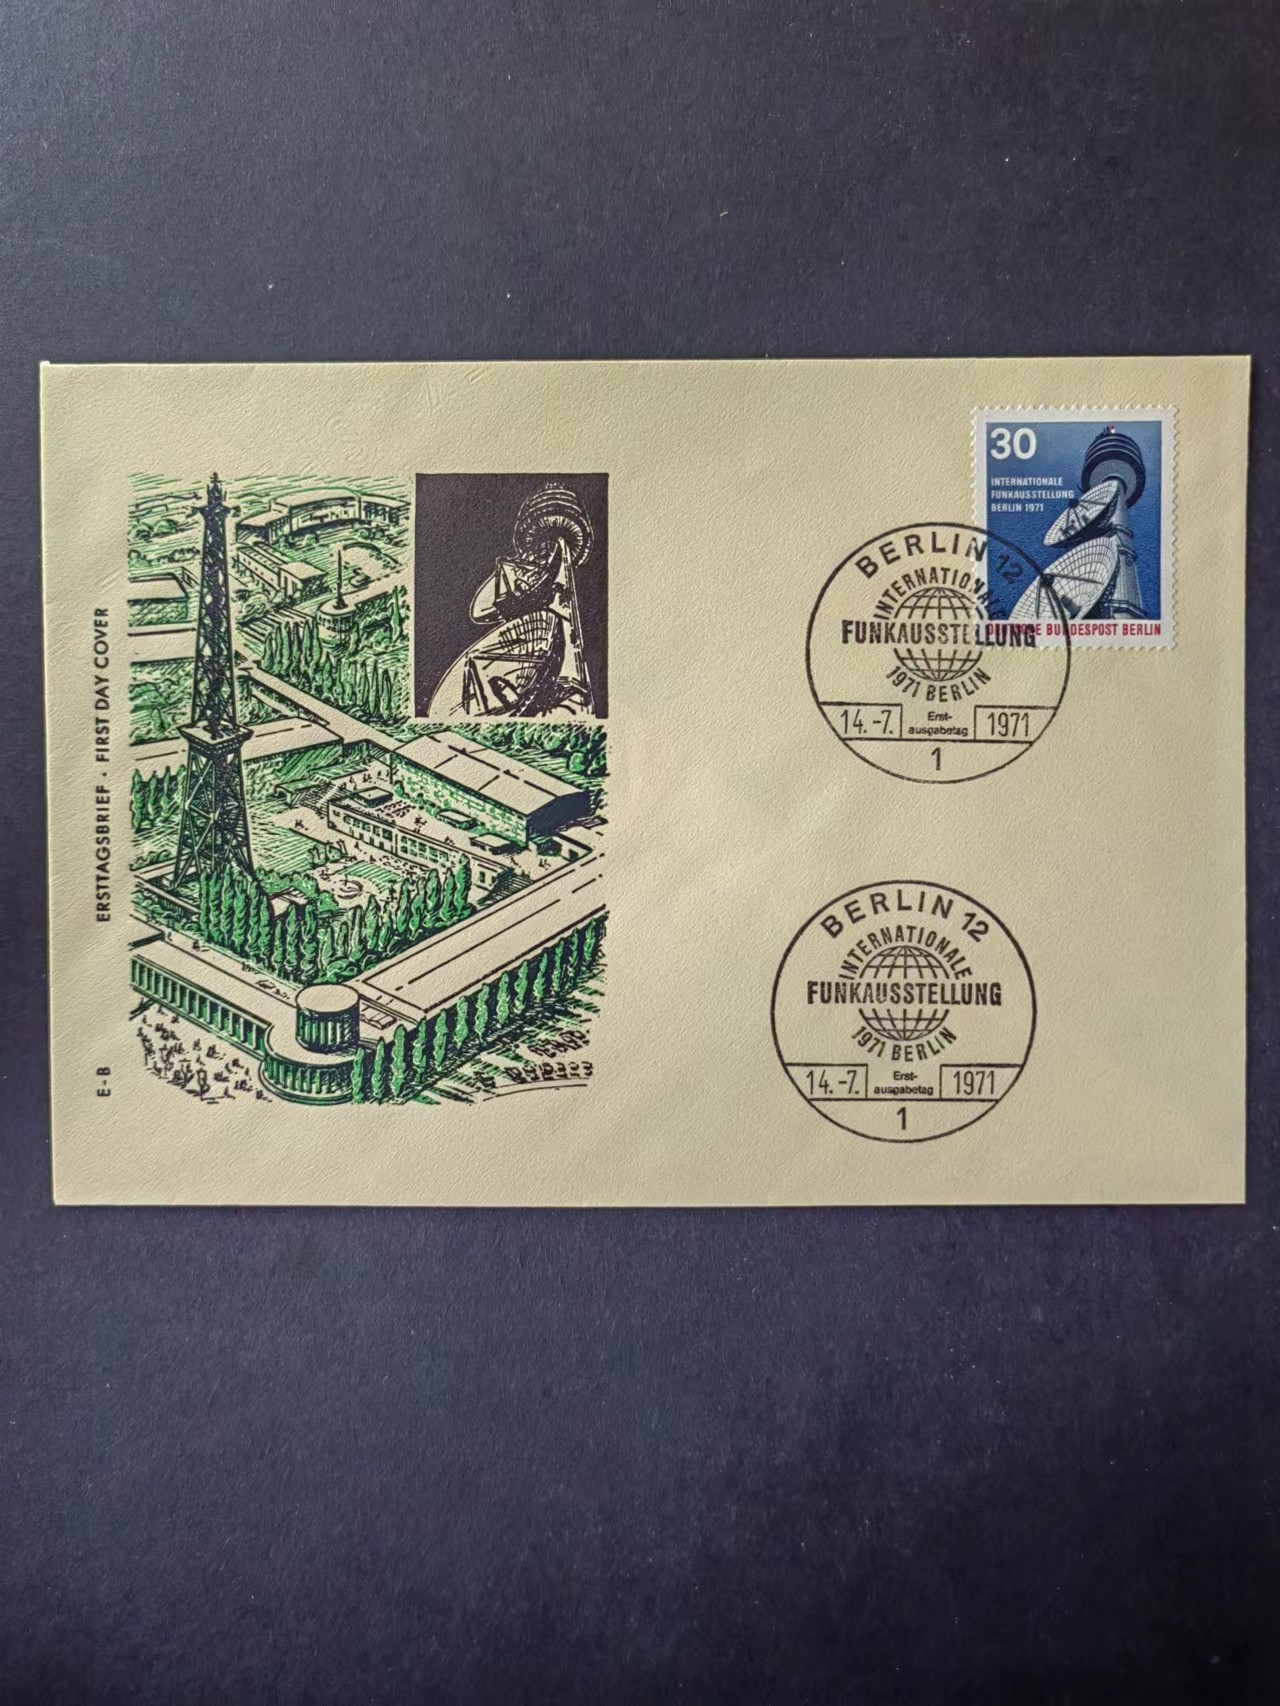 ERSTTAGSBRIEF · FIRST DAY COVER
E-B
30
INTERNATIONALE
FUNKAUSSTELLUNG
BERLIN 1971
DEUTSCHE BUNDESPOST BERLIN
BERLIN 12
INTERNATIONALE
FUNKAUSSTELLUNG
1971 BERLIN
14.-7. Erst-
ausgabetag 1971
1
BERLIN 12
INTERNATIONALE
FUNKAUSSTELLUNG
1971 BERLIN
14.-7. Erst-
ausgabetag 1971
1